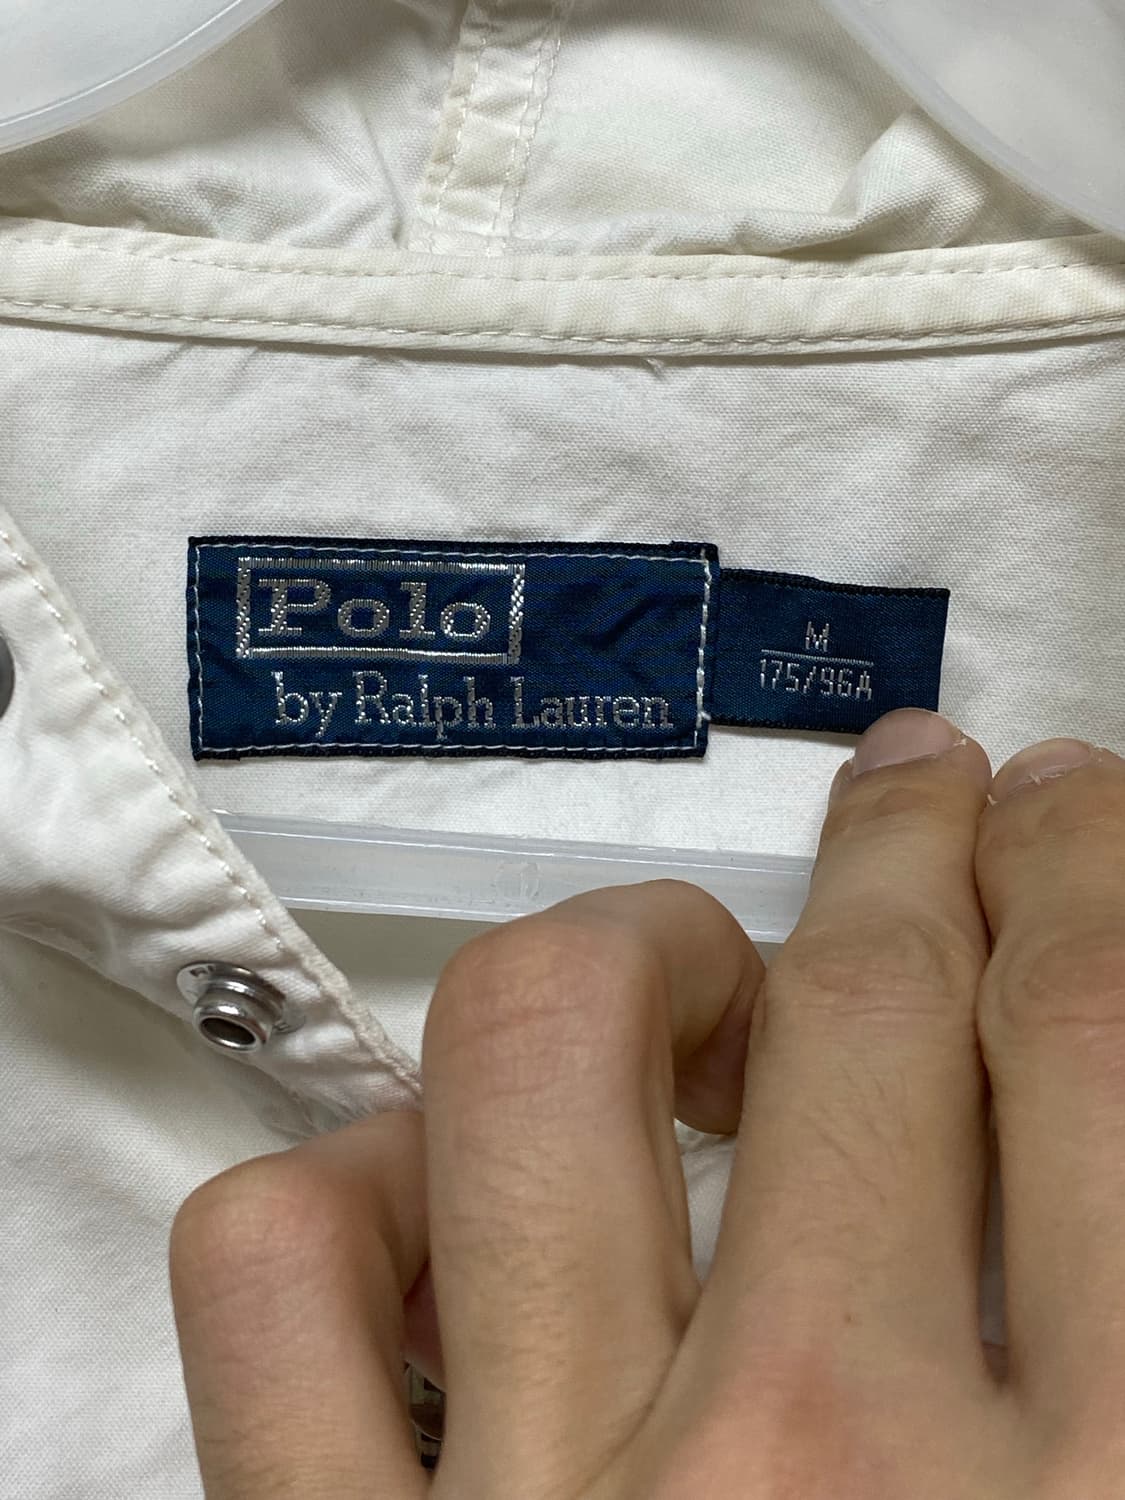 Polo
by Ralph Lauren
M
175/96A